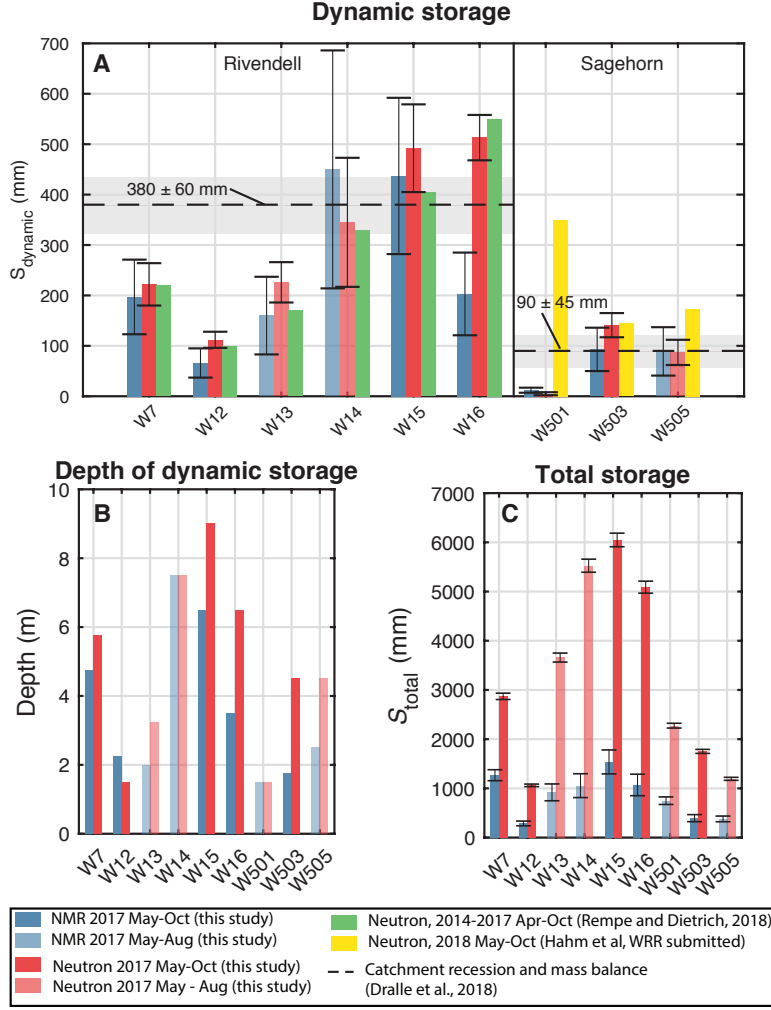 Dynamic storage
A
Rivendell
Sagehorn
S_dynamic (mm)
700
600
500
400
300
200
100
0
380 ± 60 mm
90 ± 45 mm
W7
W12
W13
W14
W15
W16
W501
W503
W505
Depth of dynamic storage
B
Depth (m)
10
8
6
4
2
0
W7
W12
W13
W14
W15
W16
W501
W503
W505
Total storage
C
S_total (mm)
7000
6000
5000
4000
3000
2000
1000
0
W7
W12
W13
W14
W15
W16
W501
W503
W505
NMR 2017 May-Oct (this study)
NMR 2017 May-Aug (this study)
Neutron 2017 May-Oct (this study)
Neutron 2017 May - Aug (this study)
Neutron, 2014-2017 Apr-Oct (Rempe and Dietrich, 2018)
Neutron, 2018 May-Oct (Hahm et al, WRR submitted)
Catchment recession and mass balance
(Dralle et al., 2018)